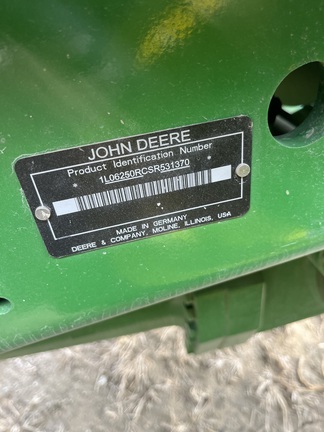 JOHN DEERE
Product Identification Number
1L06250RCSR531370
MADE IN GERMANY
DEERE & COMPANY, MOLINE, ILLINOIS, USA